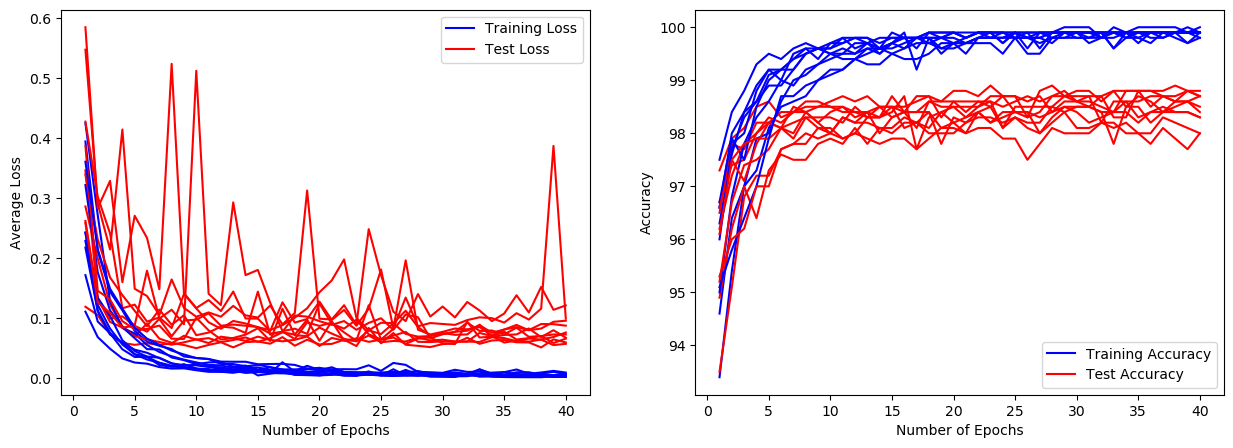 0.6
0.5
0.4
0.3
0.2
0.1
0.0
Average Loss
0 5 10 15 20 25 30 35 40
Number of Epochs
Training Loss
Test Loss
100
99
98
97
96
95
94
Accuracy
0 5 10 15 20 25 30 35 40
Number of Epochs
Training Accuracy
Test Accuracy